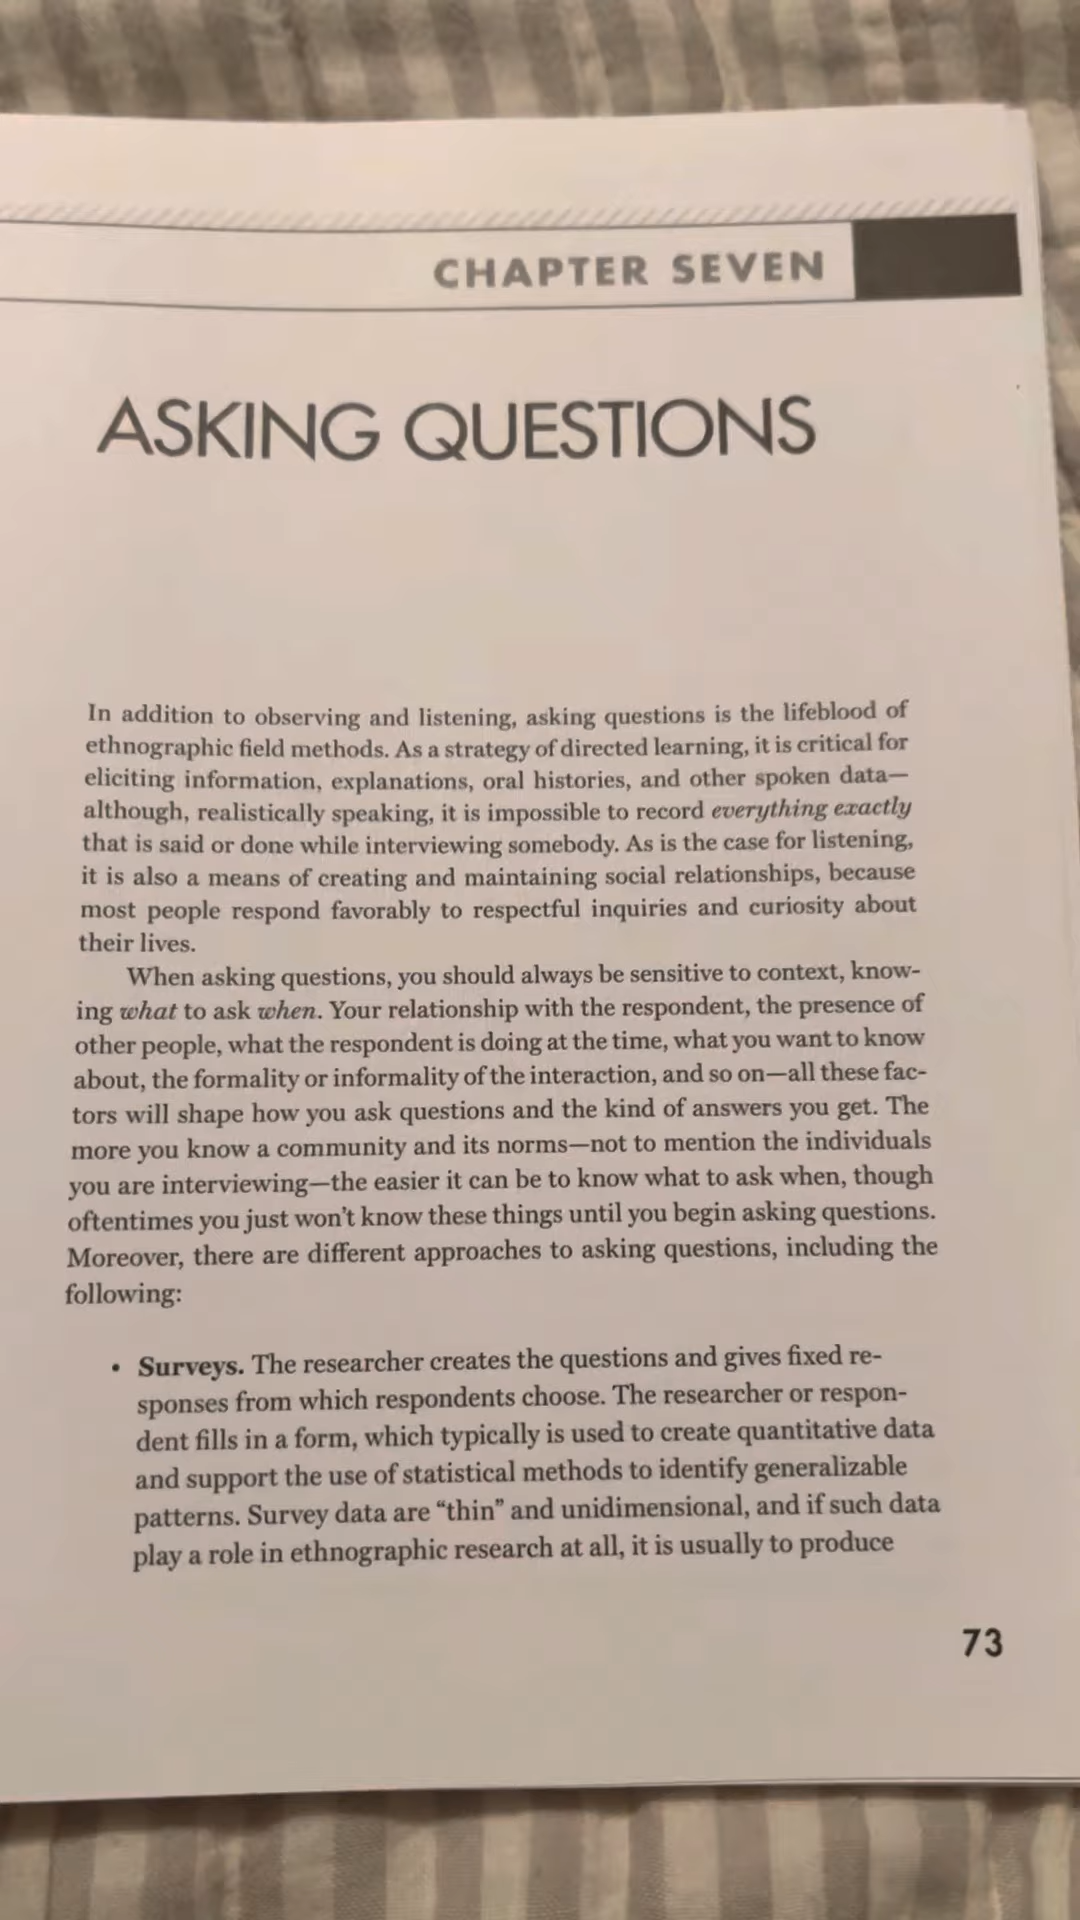 CHAPTER SEVEN
ASKING QUESTIONS
In addition to observing and listening, asking questions is the lifeblood of
ethnographic field methods. As a strategy of directed learning, it is critical for
eliciting information, explanations, oral histories, and other spoken data—
although, realistically speaking, it is impossible to record everything exactly
that is said or done while interviewing somebody. As is the case for listening,
it is also a means of creating and maintaining social relationships, because
most people respond favorably to respectful inquiries and curiosity about
their lives.
When asking questions, you should always be sensitive to context, know-
ing what to ask when. Your relationship with the respondent, the presence of
other people, what the respondent is doing at the time, what you want to know
about, the formality or informality of the interaction, and so on—all these fac-
tors will shape how you ask questions and the kind of answers you get. The
more you know a community and its norms—not to mention the individuals
you are interviewing—the easier it can be to know what to ask when, though
oftentimes you just won't know these things until you begin asking questions.
Moreover, there are different approaches to asking questions, including the
following:
• Surveys. The researcher creates the questions and gives fixed re-
sponses from which respondents choose. The researcher or respon-
dent fills in a form, which typically is used to create quantitative data
and support the use of statistical methods to identify generalizable
patterns. Survey data are “thin” and unidimensional, and if such data
play a role in ethnographic research at all, it is usually to produce
73